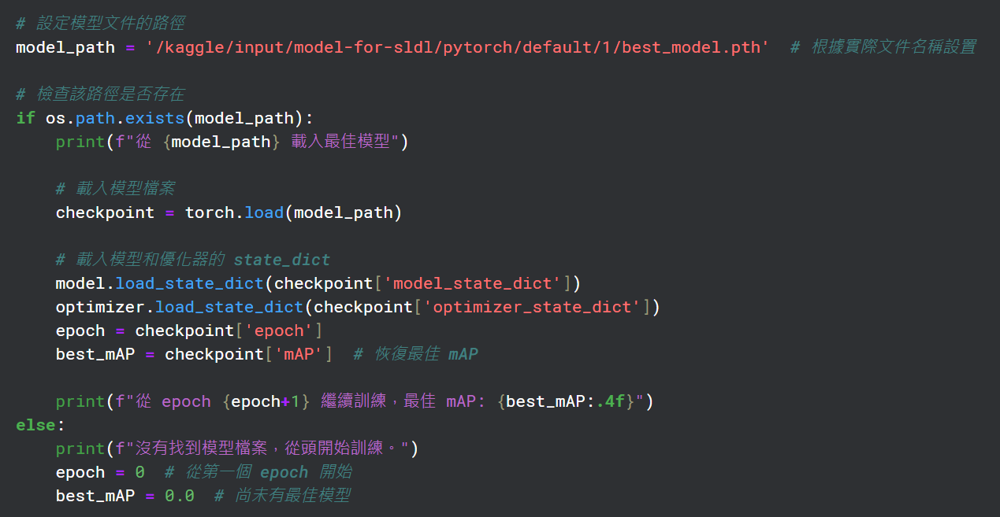 # 設定模型文件的路徑
model_path = '/kaggle/input/model-for-sldl/pytorch/default/1/best_model.pth'  # 根據實際文件名稱設置
# 檢查該路徑是否存在
if os.path.exists(model_path):
    print(f"從 {model_path} 載入最佳模型")
    # 載入模型檔案
    checkpoint = torch.load(model_path)
    # 載入模型和優化器的 state_dict
    model.load_state_dict(checkpoint['model_state_dict'])
    optimizer.load_state_dict(checkpoint['optimizer_state_dict'])
    epoch = checkpoint['epoch']
    best_mAP = checkpoint['mAP']  # 恢復最佳 mAP
    print(f"從 epoch {epoch+1} 繼續訓練，最佳 mAP: {best_mAP:.4f}")
else:
    print(f"沒有找到模型檔案，從頭開始訓練。")
    epoch = 0  # 從第一個 epoch 開始
    best_mAP = 0.0  # 尚未有最佳模型